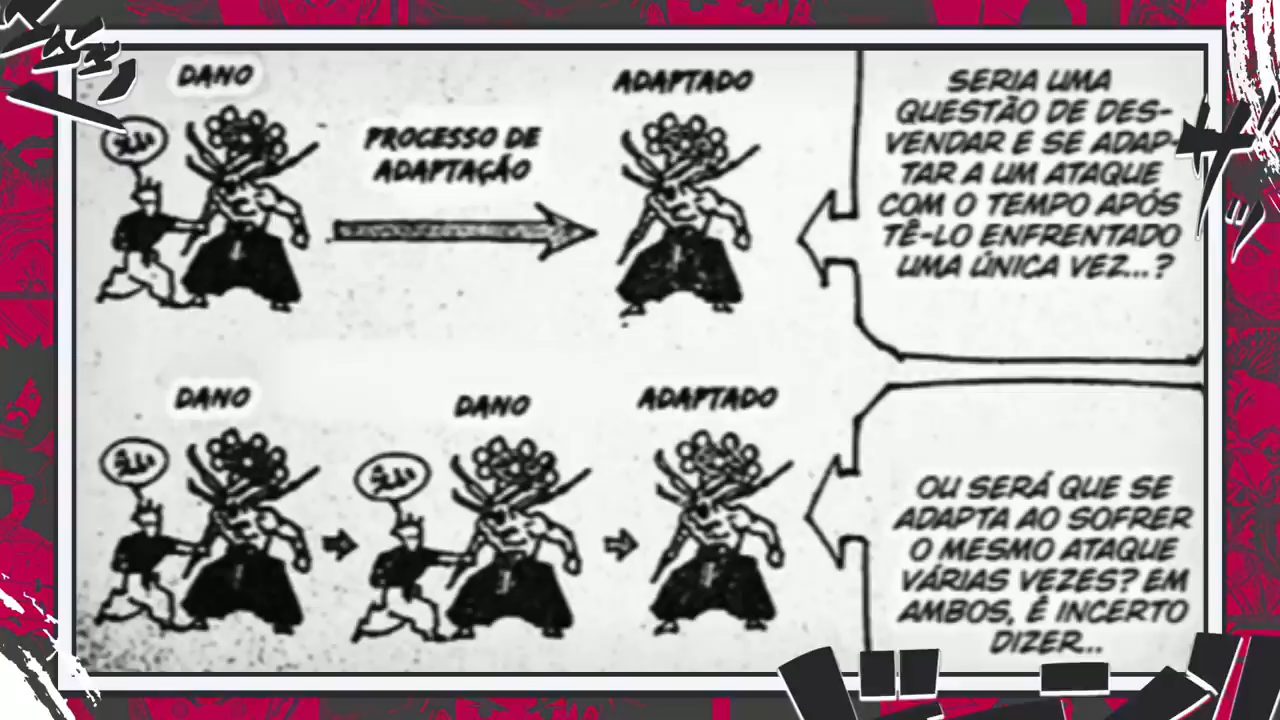 DANO
PROCESSO DE
ADAPTAÇÃO
ADAPTADO
SERIA UMA
QUESTÃO DE DES-
VENDAR E SE ADAP-
TAR A UM ATAQUE
COM O TEMPO APÓS
TÊ-LO ENFRENTADO
UMA ÚNICA VEZ...?
DANO
DANO
ADAPTADO
OU SERÁ QUE SE
ADAPTA AO SOFRER
O MESMO ATAQUE
VÁRIAS VEZES? EM
AMBOS, É INCERTO
DIZER...